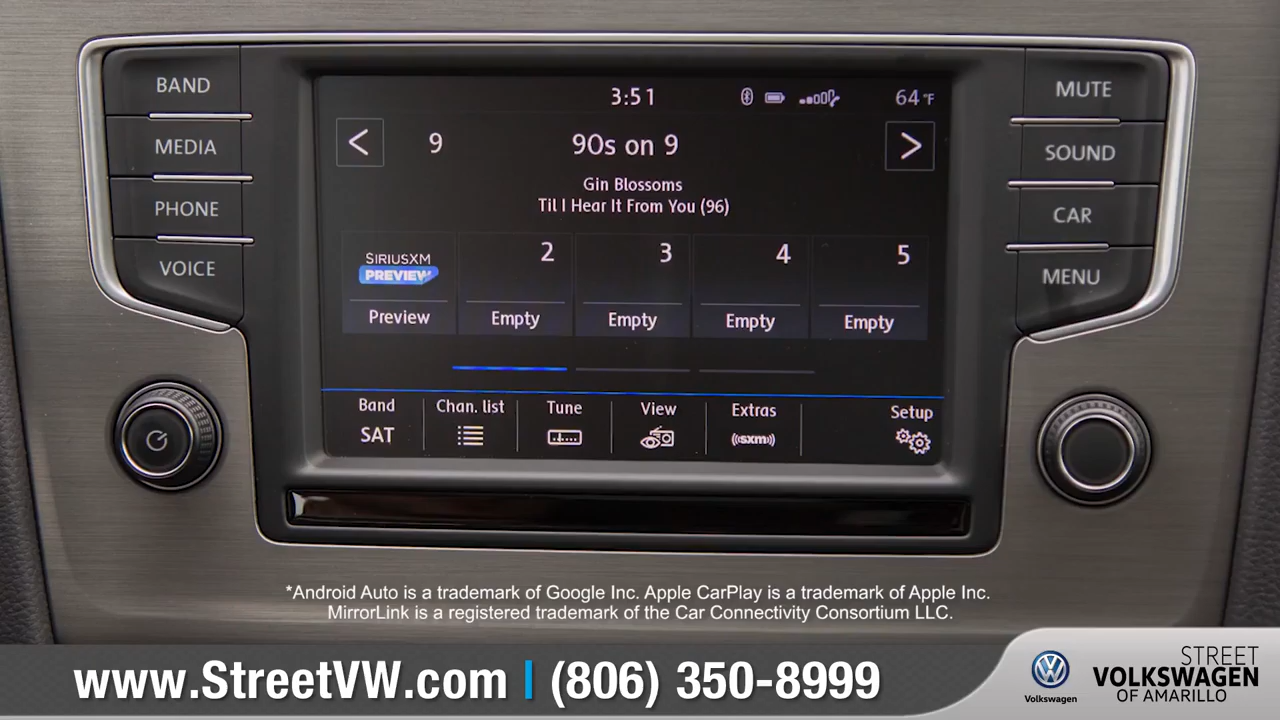 BAND
MEDIA
PHONE
VOICE
3:51
64°F
<
9
90s on 9
>
Gin Blossoms
Til I Hear It From You (96)
SIRIUSXM
PREVIEW
Preview
2
Empty
3
Empty
4
Empty
5
Empty
Band
SAT
Chan. list
Tune
View
Extras
((sxm))
Setup
MUTE
SOUND
CAR
MENU
*Android Auto is a trademark of Google Inc. Apple CarPlay is a trademark of Apple Inc.
MirrorLink is a registered trademark of the Car Connectivity Consortium LLC.
www.StreetVW.com | (806) 350-8999
Volkswagen
STREET
VOLKSWAGEN
OF AMARILLO